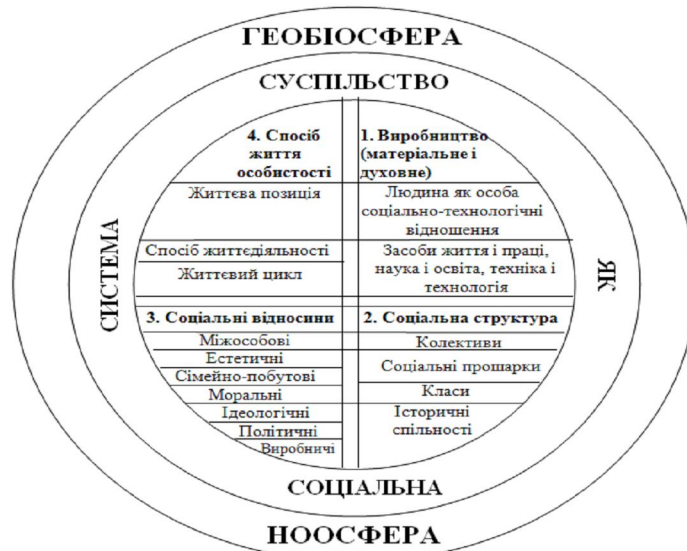 ГЕОБІОСФЕРА
СУСПІЛЬСТВО
ЯК
СОЦІАЛЬНА
СИСТЕМА
4. Спосіб
життя
особистості
Життєва позиція
Спосіб життєдіяльності
Життєвий цикл
1. Виробництво
(матеріальне і
духовне)
Людина як особа
соціально-технологічні
відношення
Засоби життя і праці,
наука і освіта, техніка і
технологія
3. Соціальні відносини
Міжособові
Естетичні
Сімейно-побутові
Моральні
Ідеологічні
Політичні
Виробничі
2. Соціальна структура
Колективи
Соціальні прошарки
Класи
Історичні
спільності
НООСФЕРА